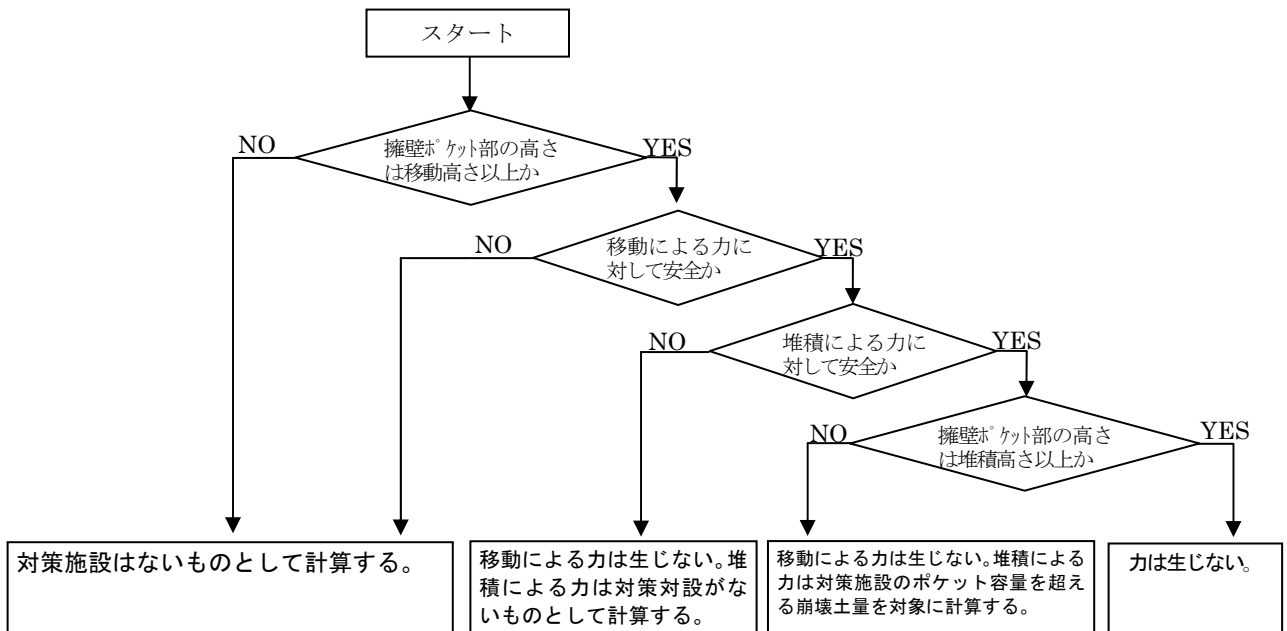 スタート
NO
擁壁ﾎﾟｹｯﾄ部の高さ
は移動高さ以上か
YES
NO
移動による力に
対して安全か
YES
NO
堆積による力に
対して安全か
YES
NO
擁壁ﾎﾟｹｯﾄ部の高さ
は堆積高さ以上か
YES
対策施設はないものとして計算する。
移動による力は生じない。堆
積による力は対策対設がな
いものとして計算する。
移動による力は生じない。堆積による
力は対策施設のポケット容量を超え
る崩壊土量を対象に計算する。
力は生じない。